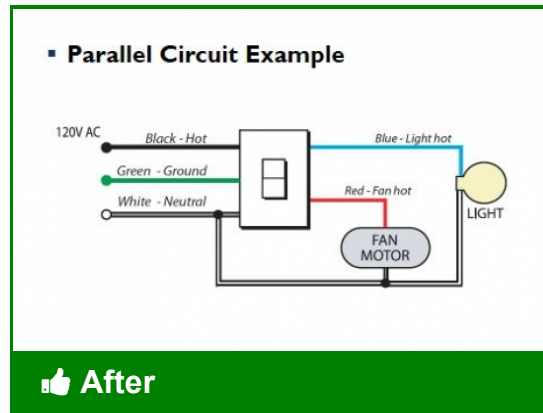 Parallel Circuit Example
120V AC
Black - Hot
Blue - Light hot
Green - Ground
Red - Fan hot
White - Neutral
LIGHT
FAN
MOTOR
After